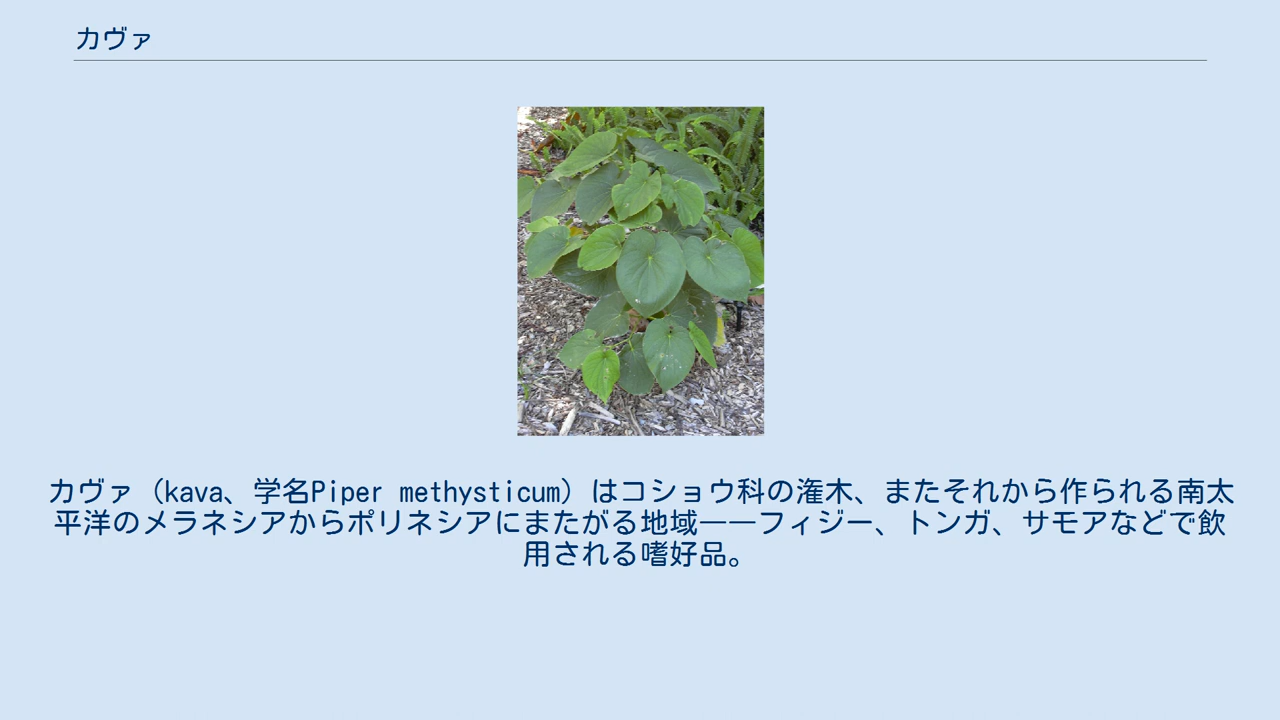 カヴァ
カヴァ（kava、学名Piper methysticum）はコショウ科の潅木、またそれから作られる南太
平洋のメラネシアからポリネシアにまたがる地域——フィジー、トンガ、サモアなどで飲
用される嗜好品。